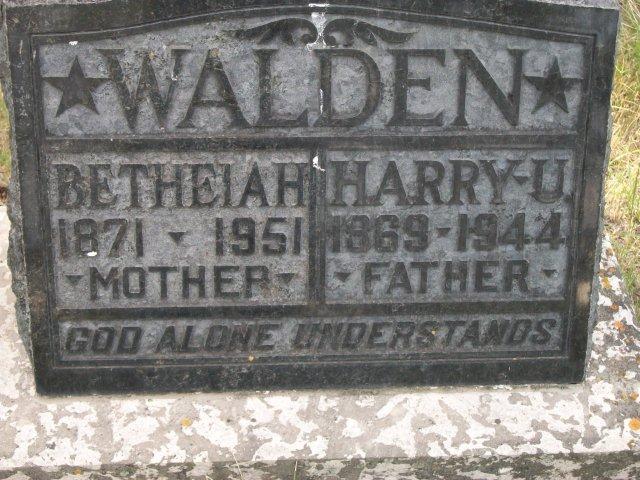 WALDEN
BETHEIAH HARRY-U.
1871 - 1951 1869 - 1944
-MOTHER- -FATHER-
GOD ALONE UNDERSTANDS